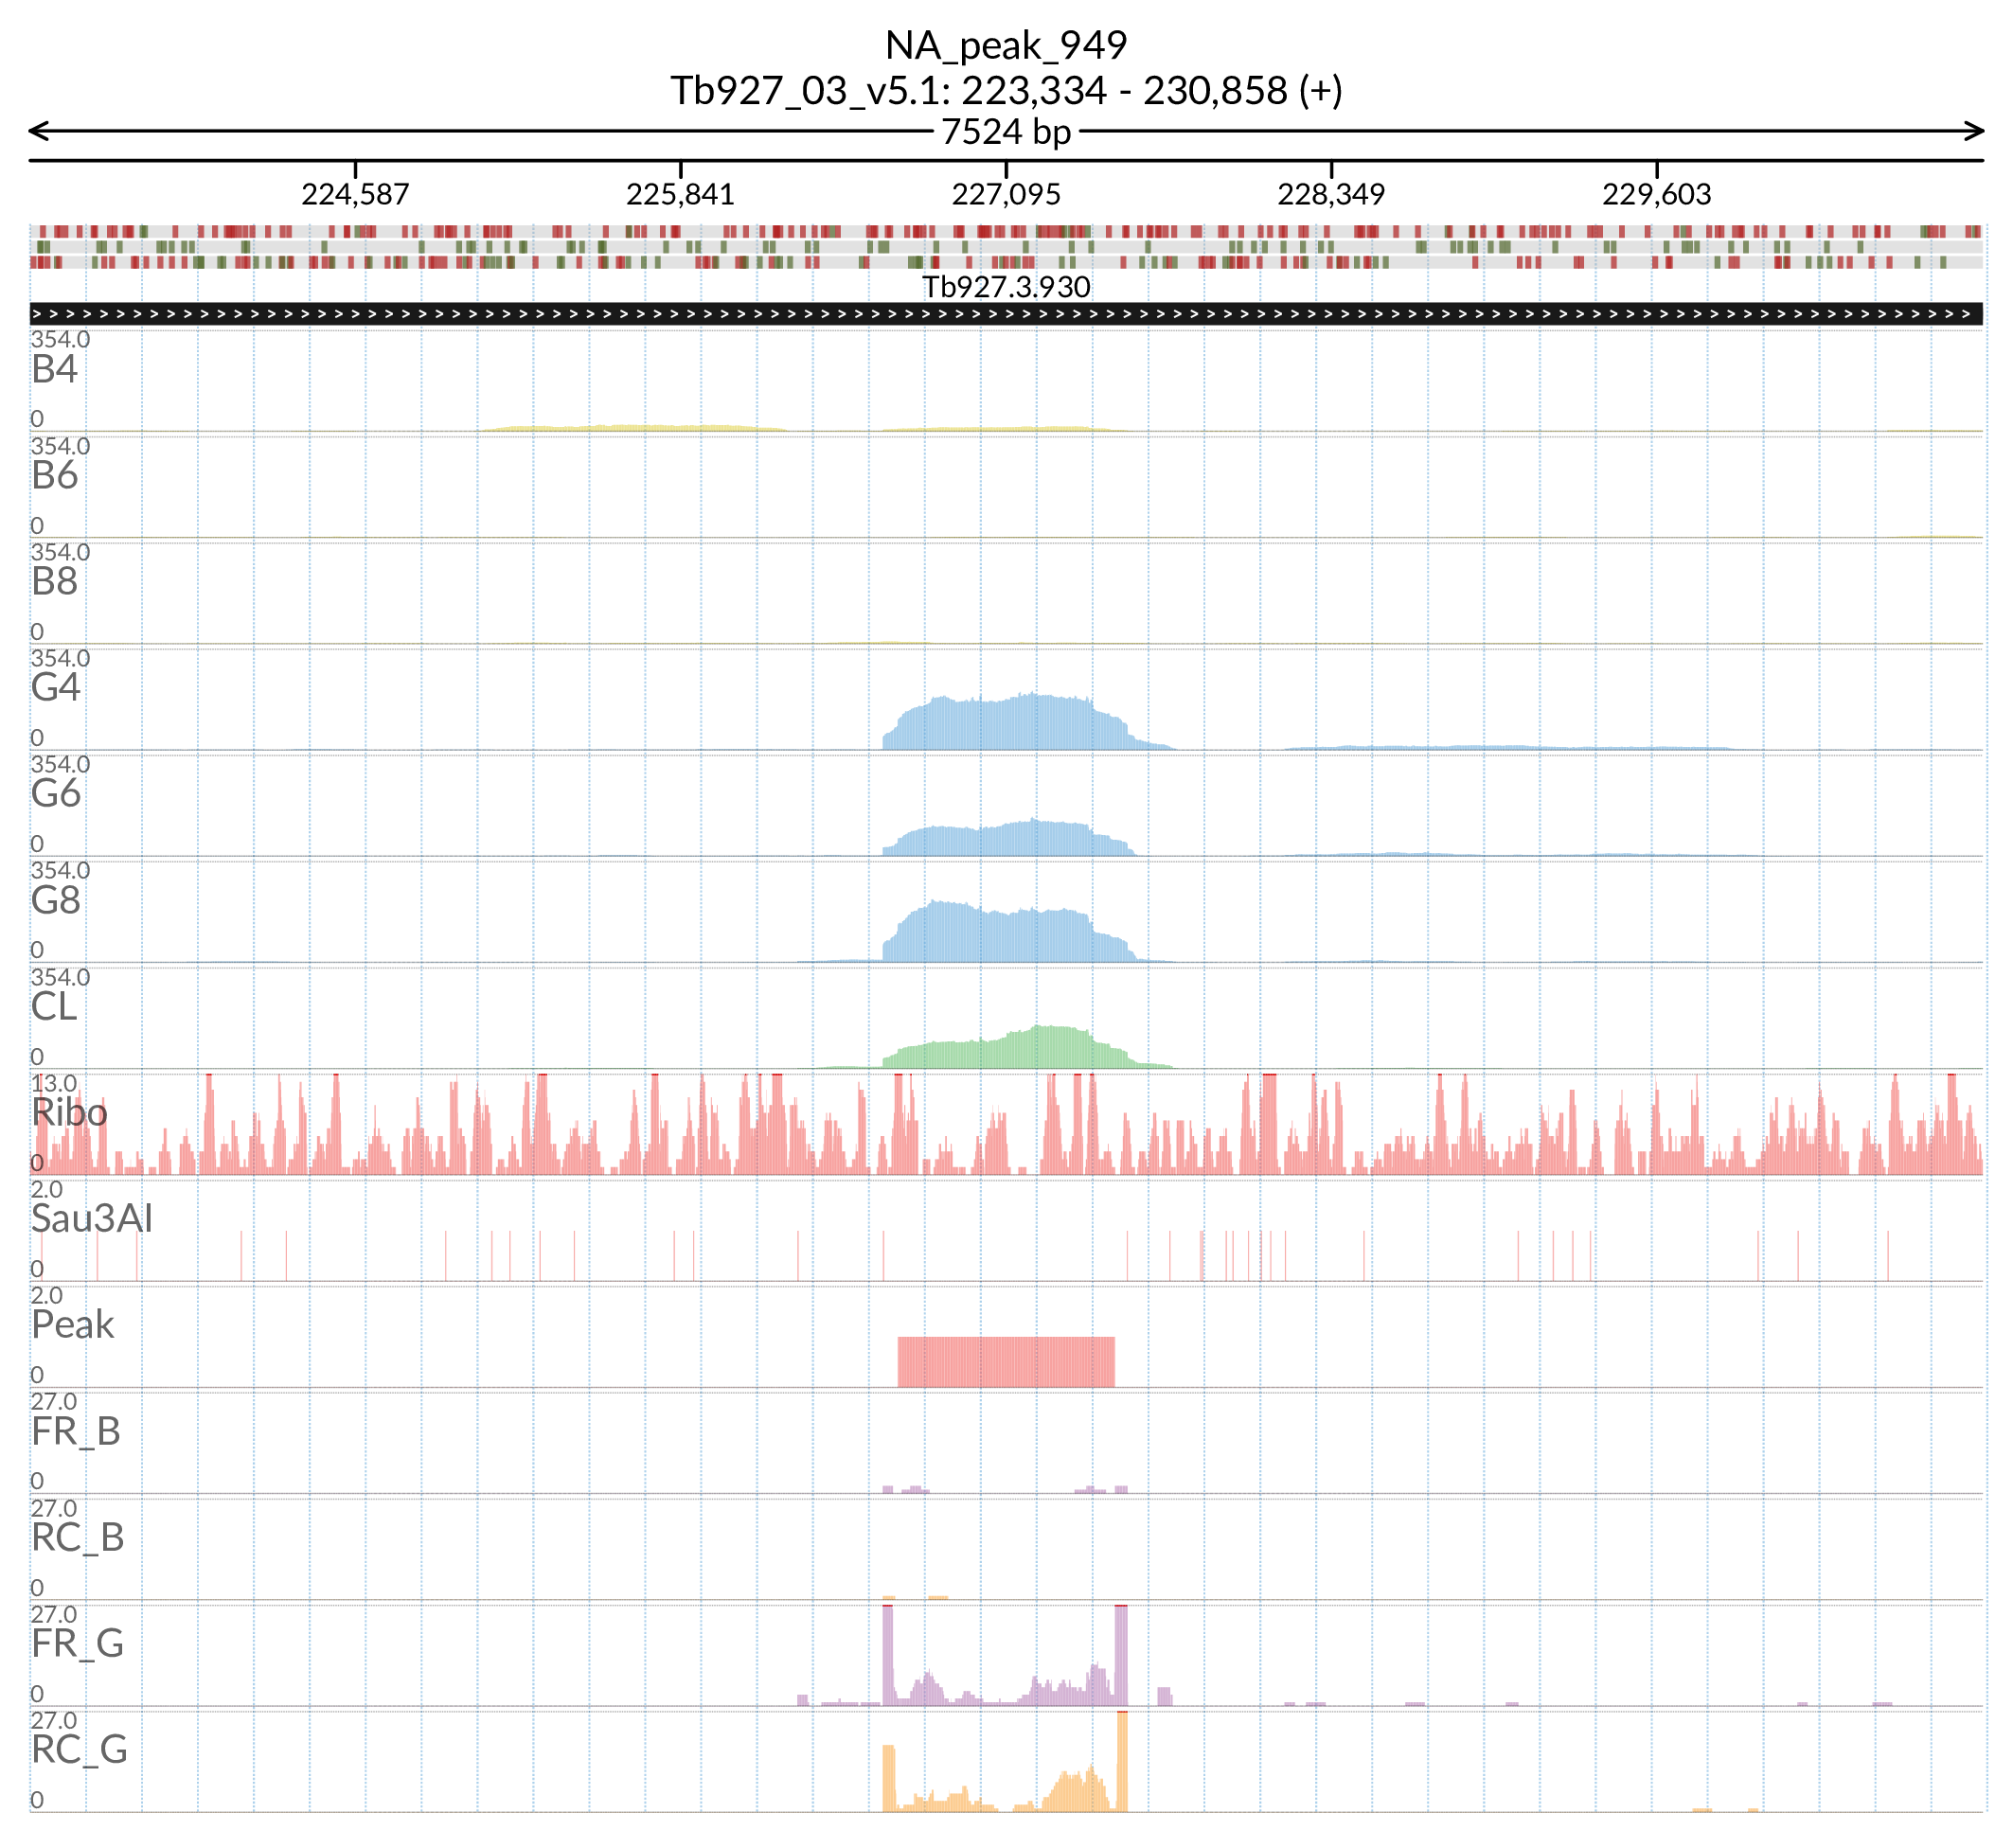 NA_peak_949
Tb927_03_v5.1: 223,334 - 230,858 (+)
7524 bp
224,587 225,841 227,095 228,349 229,603
Tb927.3.930
354.0
B4
0
354.0
B6
0
354.0
B8
0
354.0
G4
0
354.0
G6
0
354.0
G8
0
354.0
CL
0
13.0
Ribo
0
2.0
Sau3AI
0
2.0
Peak
0
27.0
FR_B
0
27.0
RC_B
0
27.0
FR_G
0
27.0
RC_G
0